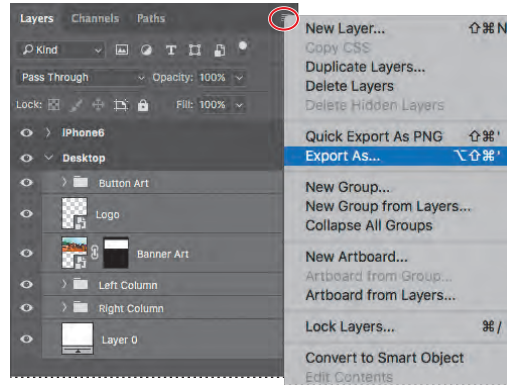 Layers Channels Paths
Kind
T
Pass Through Opacity: 100%
Lock: Fill: 100%
iPhone6
Desktop
Button Art
Logo
Banner Art
Left Column
Right Column
Layer 0
New Layer... ⇧⌘N
Copy CSS
Duplicate Layers...
Delete Layers
Delete Hidden Layers
Quick Export As PNG ⇧⌘'
Export As... ⌥⇧⌘'
New Group...
New Group from Layers...
Collapse All Groups
New Artboard...
Artboard from Group...
Artboard from Layers...
Lock Layers... ⌘/
Convert to Smart Object
Edit Contents